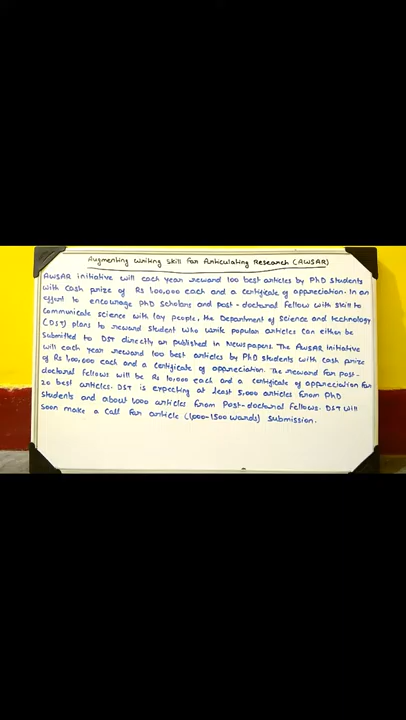 Augmenting Writing Skill For Articulating Research (AWSAR)
AWSAR initiative will each year reward 100 best articles by PhD students
with cash prize of Rs 1,00,000 each and a certificate of appreciation. In an
effort to encourage PhD Scholars and post-doctoral Fellow with skill to
communicate science with lay people, the Department of Science and technology
(DST) plans to reward student who write popular articles can either be
submitted to DST directly or published in Newspapers. The AWSAR initiative
will each year reward 100 best articles by PhD students with cash prize
of Rs 1,00,000 each and a certificate of appreciation. The reward for post-
doctoral fellows will be Rs 10,000 each and a certificate of appreciation for
20 best articles. DST is expecting at least 5,000 articles from PhD
students and about 1,000 articles from Post-doctoral Fellows. DST will
soon make a call for article (1,000-1500 words) submission.